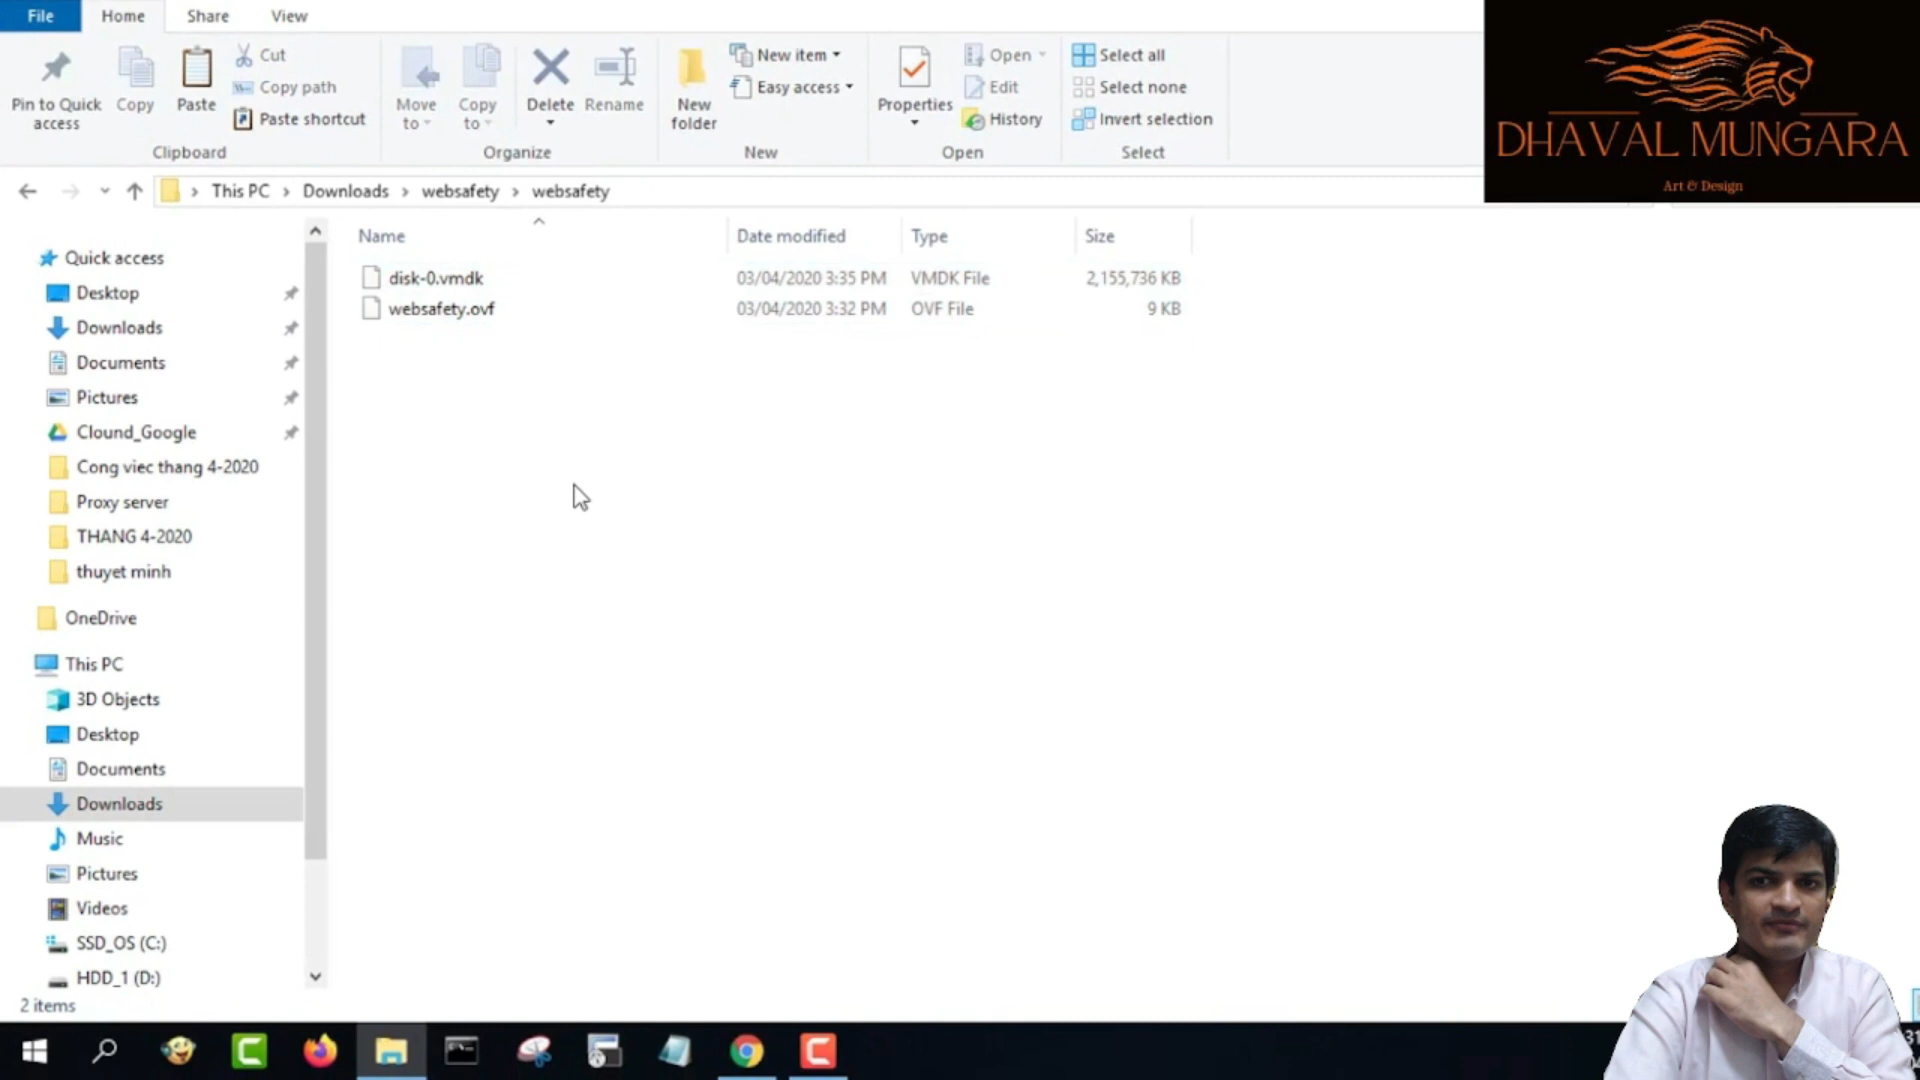 File Home Share View
Pin to Quick access
Copy
Paste
Cut
Copy path
Paste shortcut
Clipboard
Move to
Copy to
Delete
Rename
Organize
New folder
New item
Easy access
New
Properties
Open
Edit
History
Open
Select all
Select none
Invert selection
Select
DHAVAL MUNGARA
Art & Design
This PC > Downloads > websafety > websafety
Name Date modified Type Size
disk-0.vmdk 03/04/2020 3:35 PM VMDK File 2,155,736 KB
websafety.ovf 03/04/2020 3:32 PM OVF File 9 KB
Quick access
Desktop
Downloads
Documents
Pictures
Clound_Google
Cong viec thang 4-2020
Proxy server
THANG 4-2020
thuyet minh
OneDrive
This PC
3D Objects
Desktop
Documents
Downloads
Music
Pictures
Videos
SSD_OS (C:)
HDD_1 (D:)
2 items